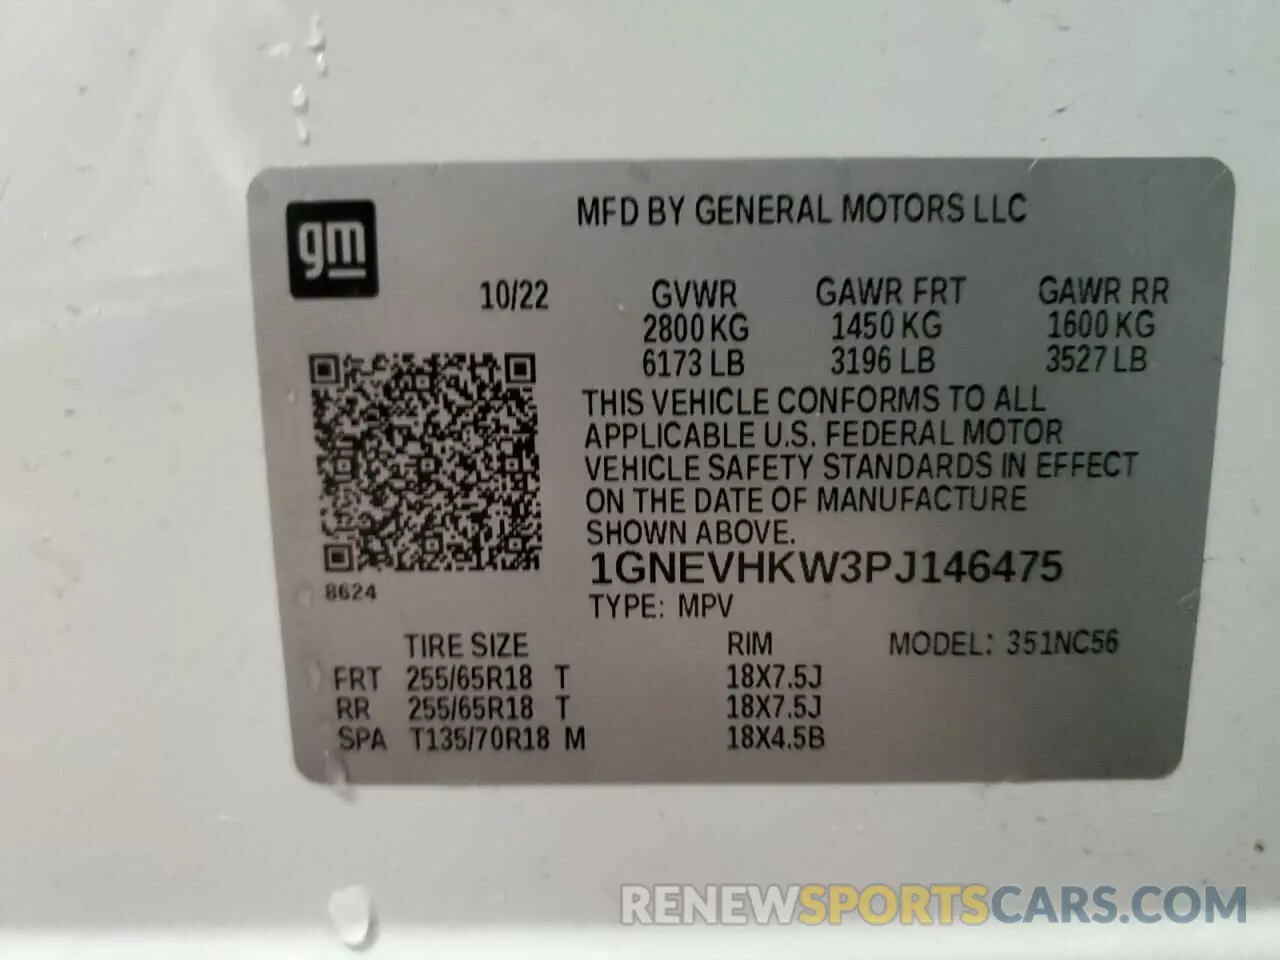 gm
MFD BY GENERAL MOTORS LLC
10/22
GVWR GAWR FRT GAWR RR
2800 KG 1450 KG 1600 KG
6173 LB 3196 LB 3527 LB
THIS VEHICLE CONFORMS TO ALL
APPLICABLE U.S. FEDERAL MOTOR
VEHICLE SAFETY STANDARDS IN EFFECT
ON THE DATE OF MANUFACTURE
SHOWN ABOVE.
1GNEVHKW3PJ146475
8624
TYPE: MPV
TIRE SIZE RIM MODEL: 351NC56
FRT 255/65R18 T 18X7.5J
RR 255/65R18 T 18X7.5J
SPA T135/70R18 M 18X4.5B
RENEWSPORTSCARS.COM